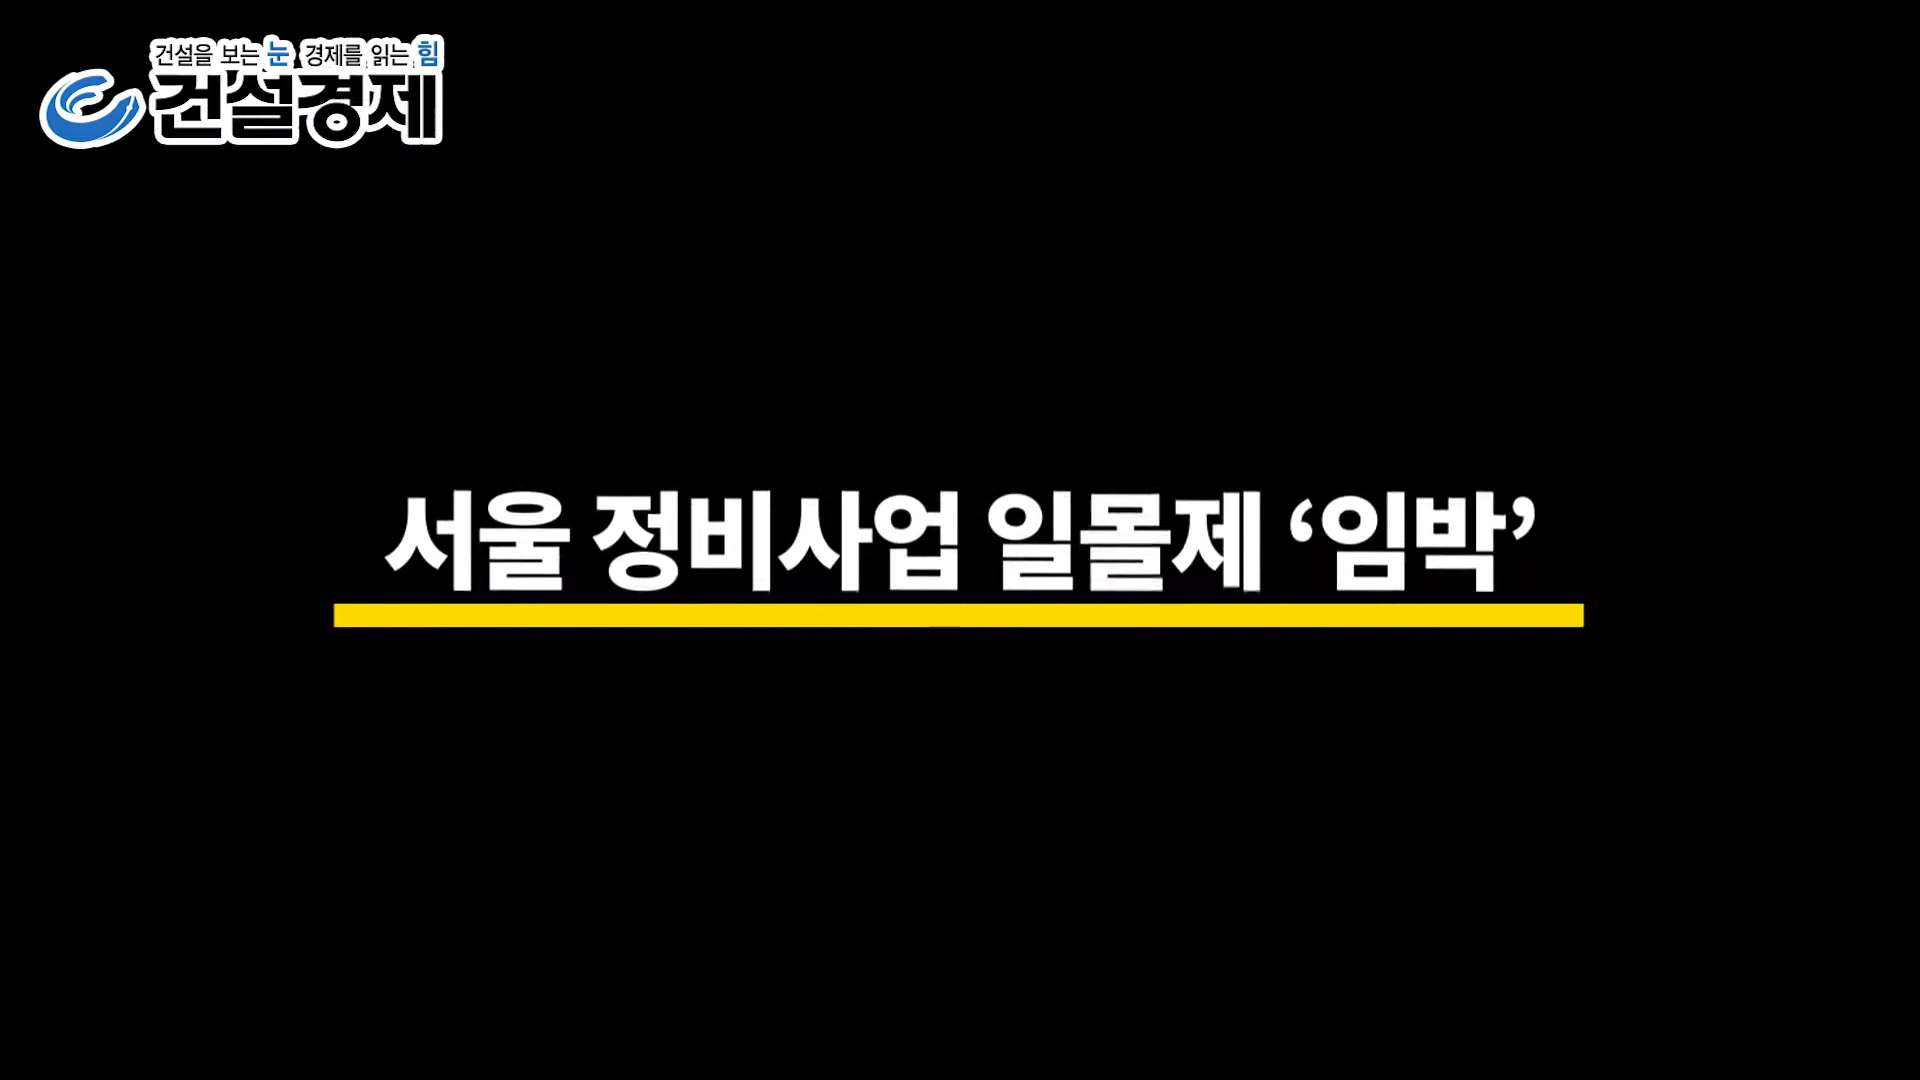 건설을 보는 눈 경제를 읽는 힘
건설경제
서울 정비사업 일몰제 ‘임박’